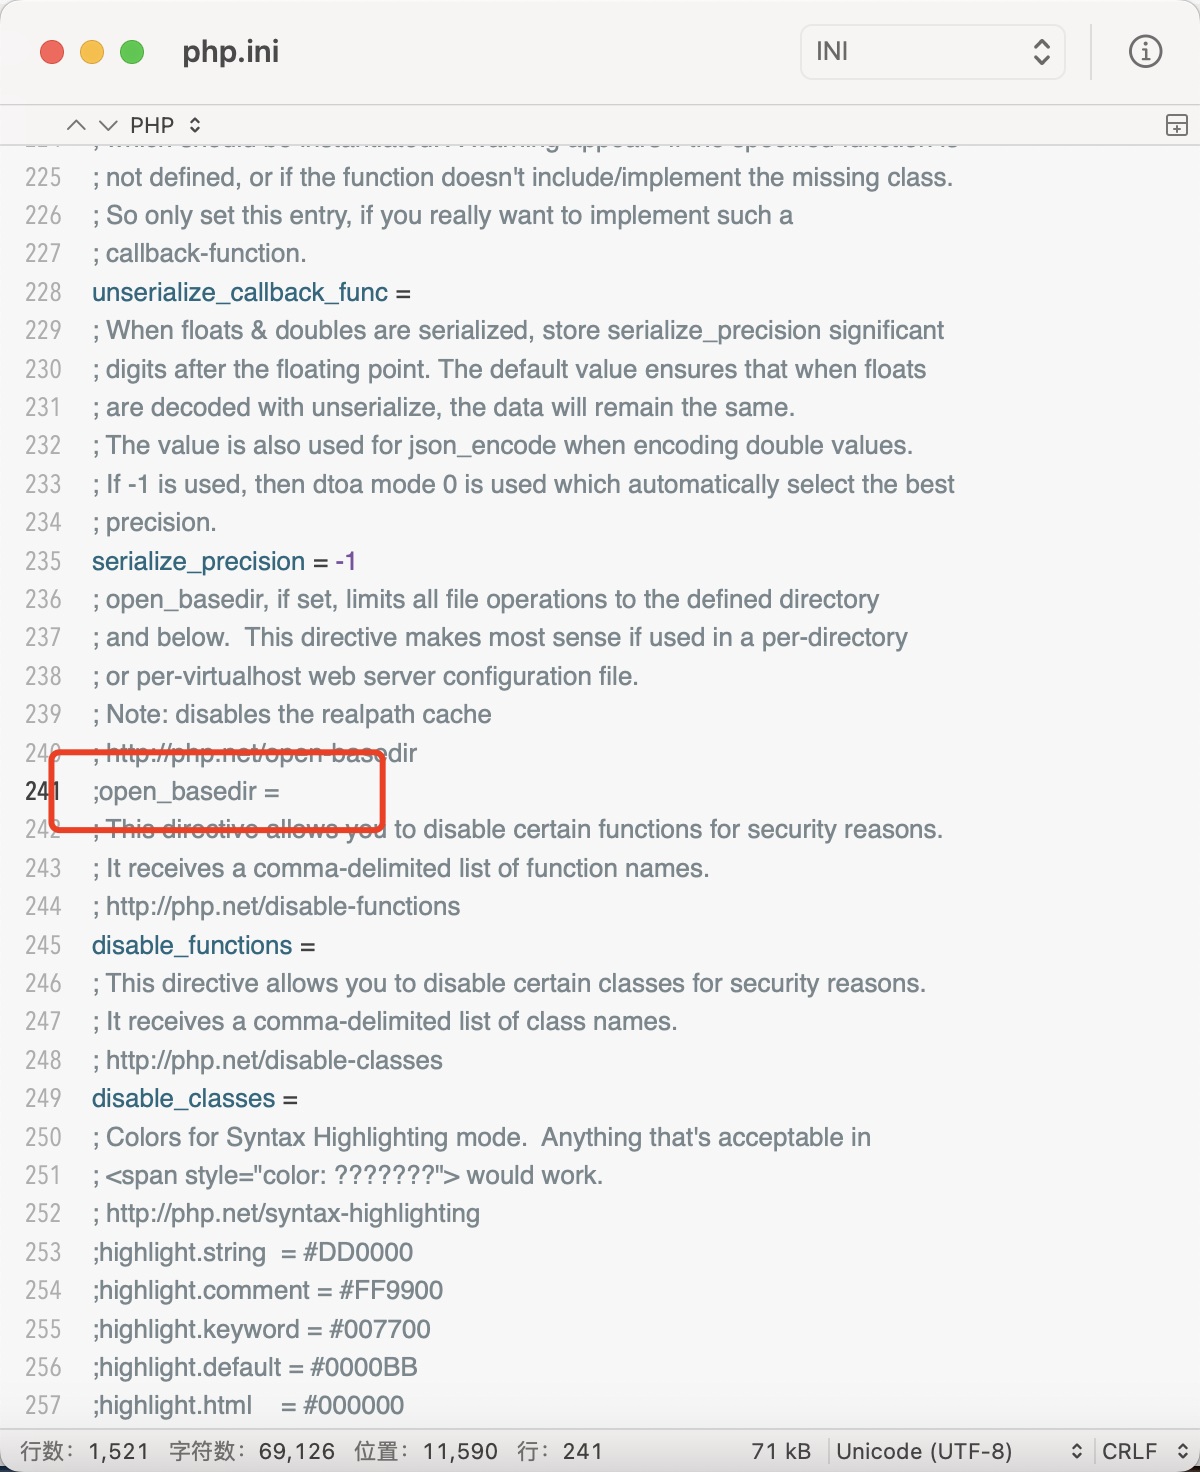 php.ini
INI
PHP
225 ; not defined, or if the function doesn't include/implement the missing class.
226 ; So only set this entry, if you really want to implement such a
227 ; callback-function.
228 unserialize_callback_func =
229 ; When floats & doubles are serialized, store serialize_precision significant
230 ; digits after the floating point. The default value ensures that when floats
231 ; are decoded with unserialize, the data will remain the same.
232 ; The value is also used for json_encode when encoding double values.
233 ; If -1 is used, then dtoa mode 0 is used which automatically select the best
234 ; precision.
235 serialize_precision = -1
236 ; open_basedir, if set, limits all file operations to the defined directory
237 ; and below.  This directive makes most sense if used in a per-directory
238 ; or per-virtualhost web server configuration file.
239 ; Note: disables the realpath cache
240 ; http://php.net/open-basedir
241 ;open_basedir =
242 ; This directive allows you to disable certain functions for security reasons.
243 ; It receives a comma-delimited list of function names.
244 ; http://php.net/disable-functions
245 disable_functions =
246 ; This directive allows you to disable certain classes for security reasons.
247 ; It receives a comma-delimited list of class names.
248 ; http://php.net/disable-classes
249 disable_classes =
250 ; Colors for Syntax Highlighting mode.  Anything that's acceptable in
251 ; <span style="color: ???????"> would work.
252 ; http://php.net/syntax-highlighting
253 ;highlight.string  = #DD0000
254 ;highlight.comment = #FF9900
255 ;highlight.keyword = #007700
256 ;highlight.default = #0000BB
257 ;highlight.html    = #000000
行数: 1,521 字符数: 69,126 位置: 11,590 行: 241 71 kB Unicode (UTF-8) CRLF